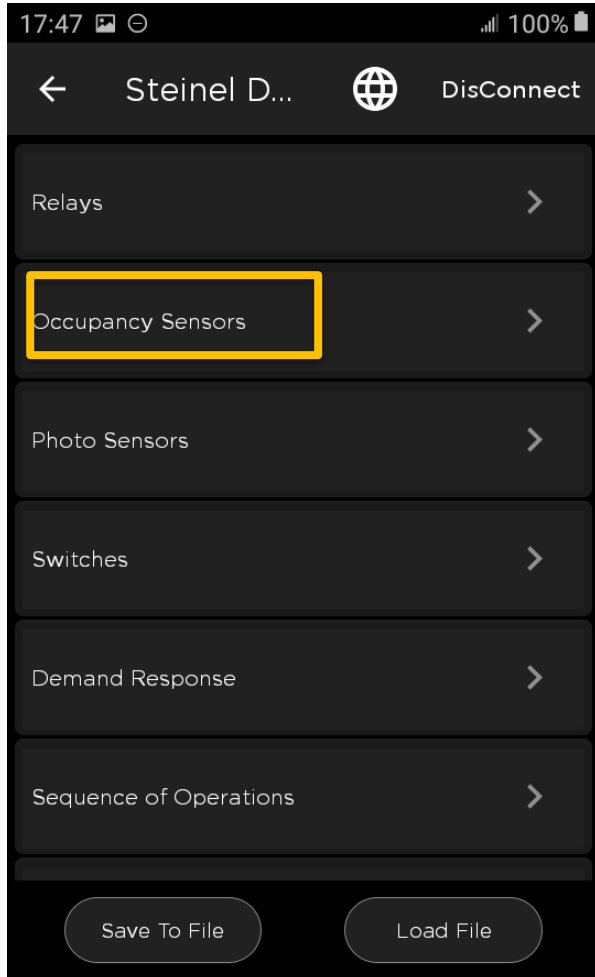 17:47 100%
Steinel D... DisConnect
Relays
Occupancy Sensors
Photo Sensors
Switches
Demand Response
Sequence of Operations
Save To File Load File